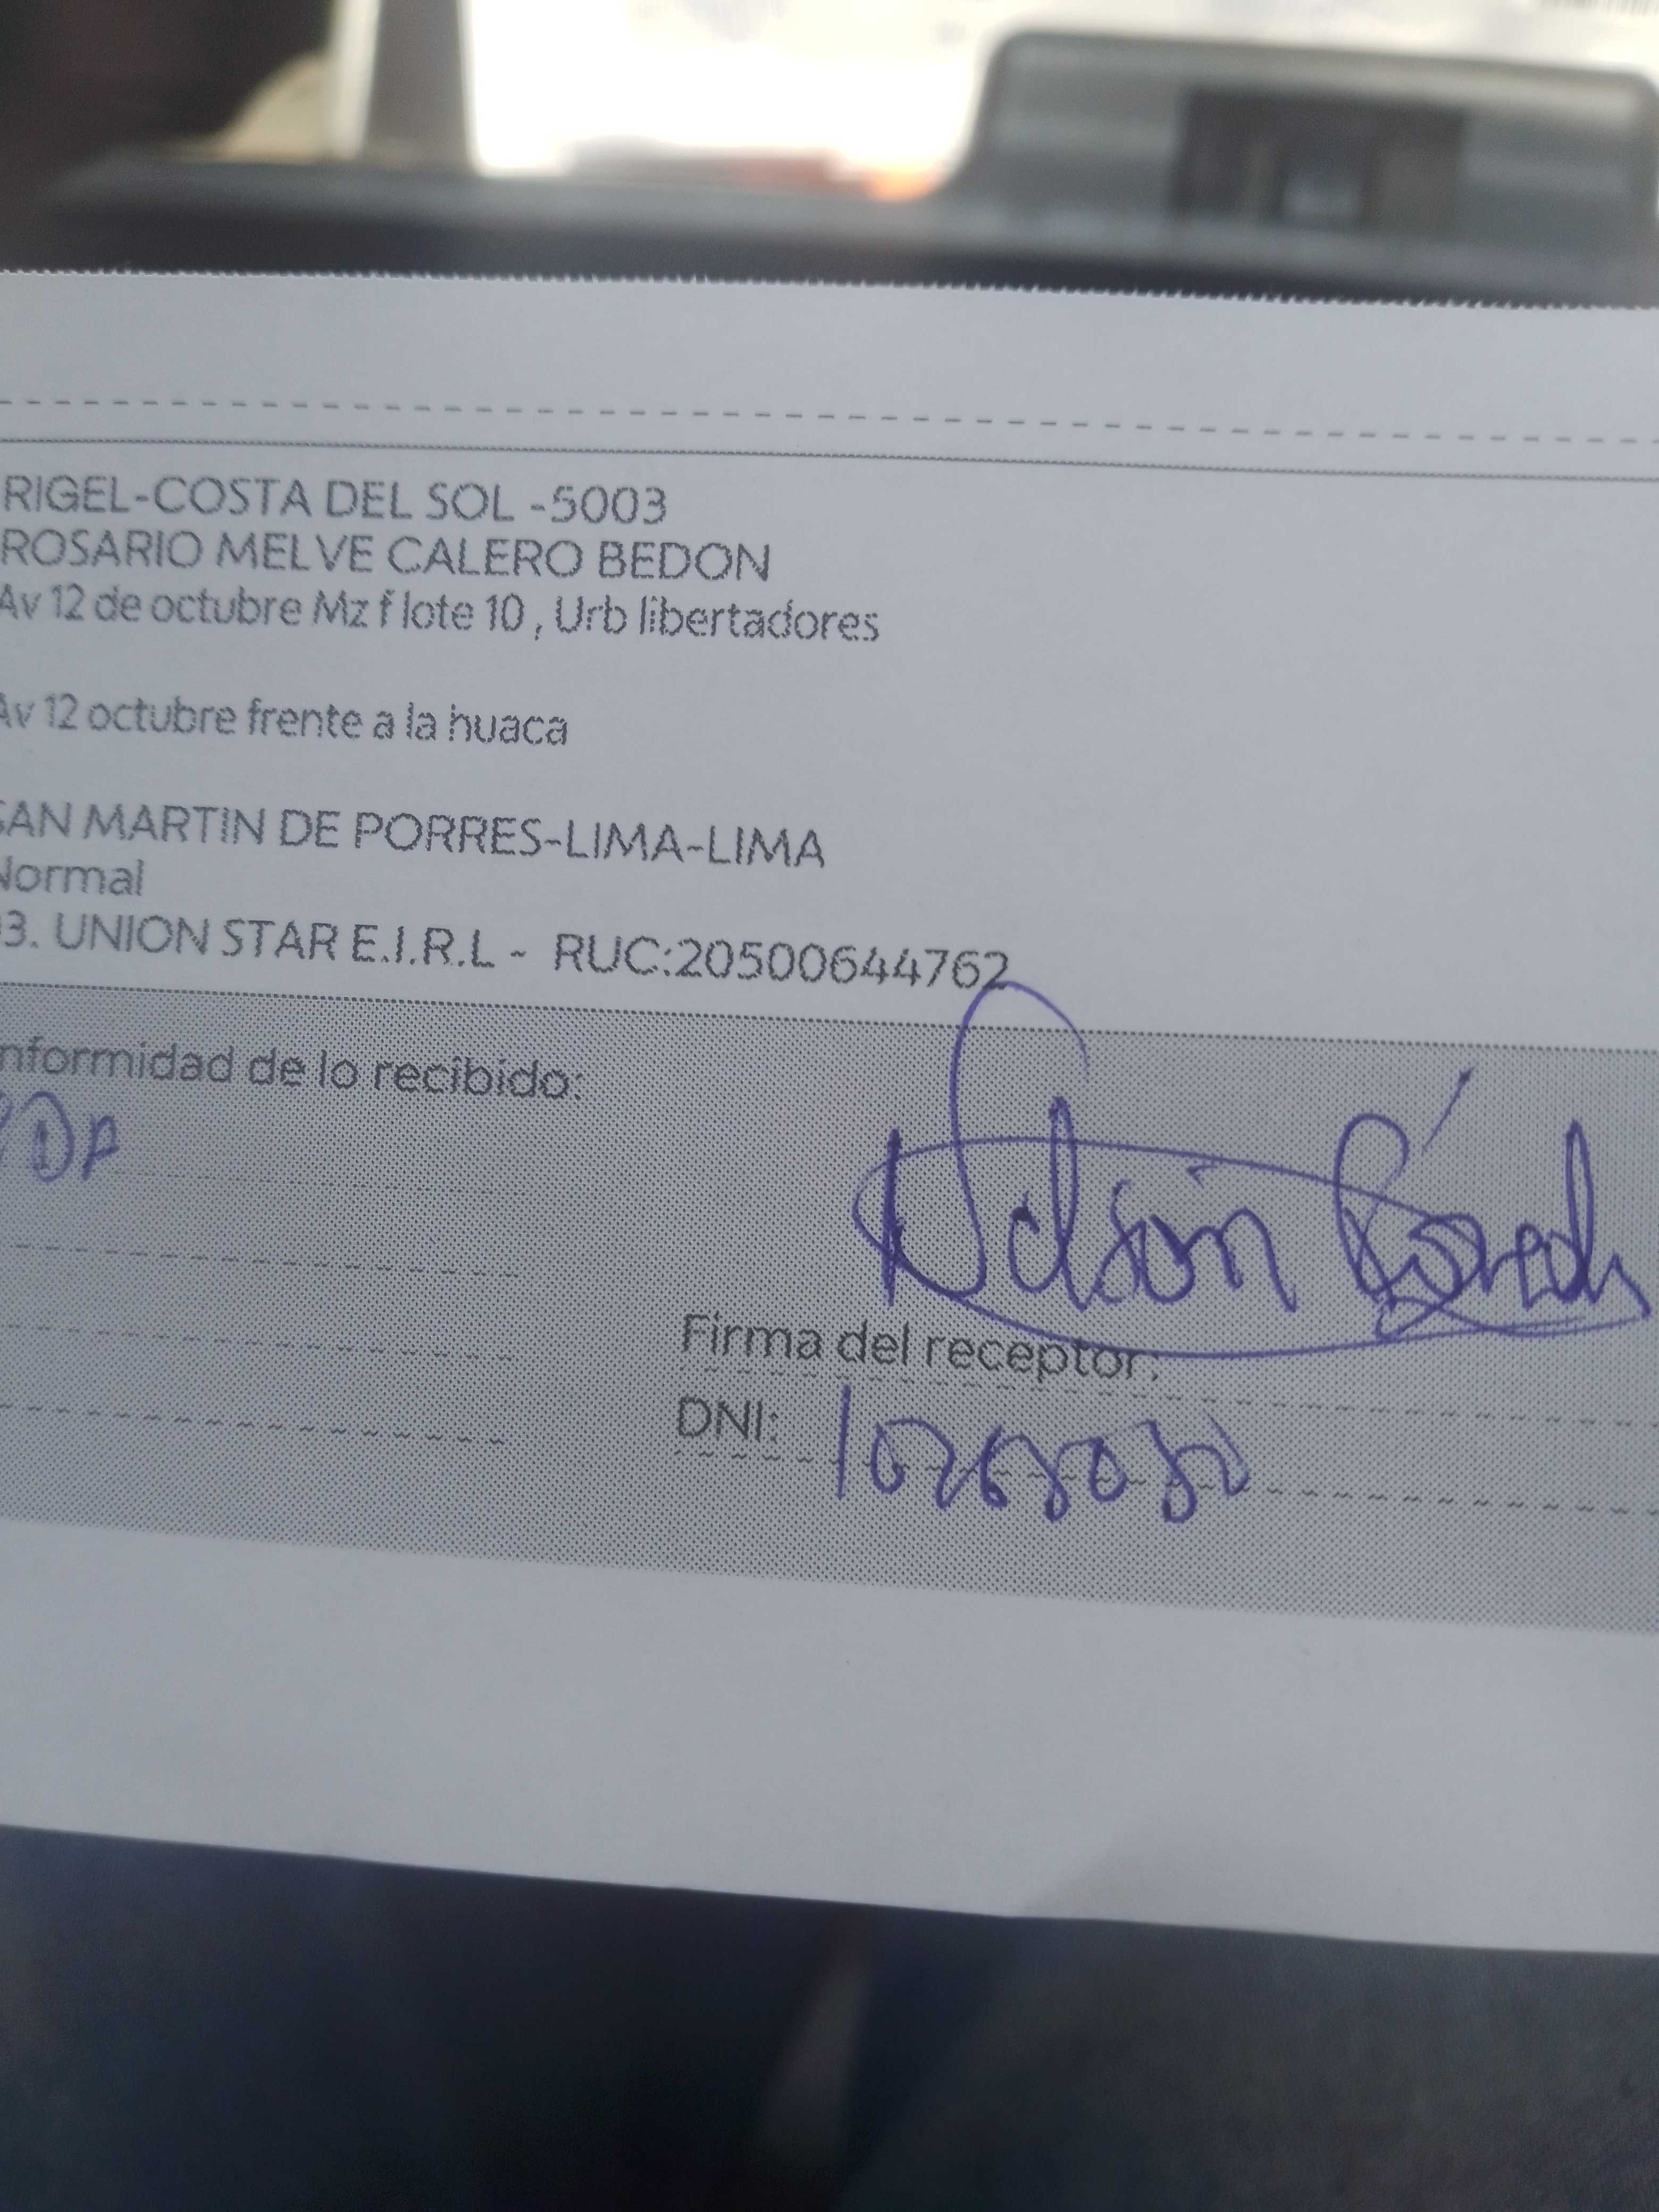 RIGEL-COSTA DEL SOL -5003
ROSARIO MELVE CALERO BEDON
Av 12 de octubre Mz f lote 10 , Urb libertadores
Av 12 octubre frente a la huaca
SAN MARTIN DE PORRES-LIMA-LIMA
Normal
03. UNION STAR E.I.R.L - RUC:20500644762
nformidad de lo recibido:
Nelson
Firma del receptor:
DNI: